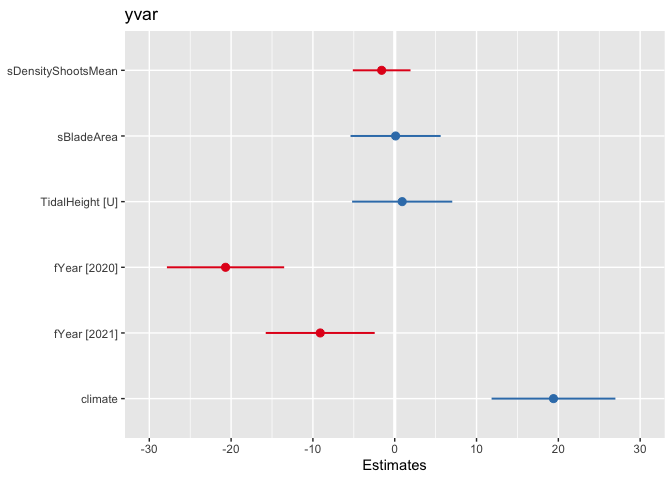 yvar
sDensityShootsMean
sBladeArea
TidalHeight [U]
fYear [2020]
fYear [2021]
climate
-30 -20 -10 0 10 20 30
Estimates